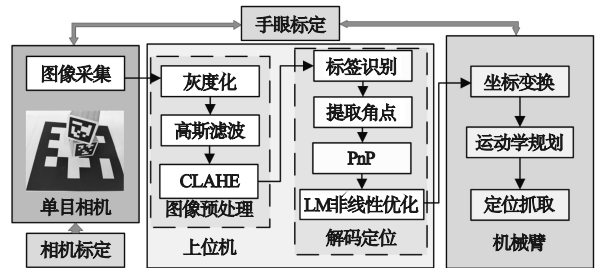 手眼标定
图像采集
单目相机
相机标定
灰度化
高斯滤波
CLAHE
图像预处理
上位机
标签识别
提取角点
PnP
LM非线性优化
解码定位
坐标变换
运动学规划
定位抓取
机械臂